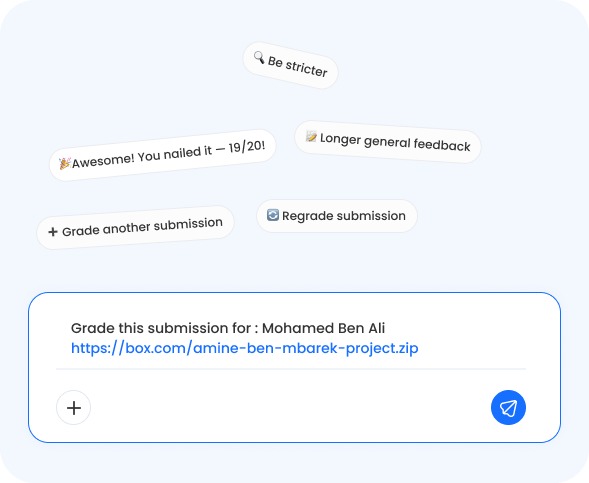 🔍 Be stricter
🎉Awesome! You nailed it — 19/20!
📝 Longer general feedback
+ Grade another submission
🔄 Regrade submission
Grade this submission for : Mohamed Ben Ali
https://box.com/amine-ben-mbarek-project.zip